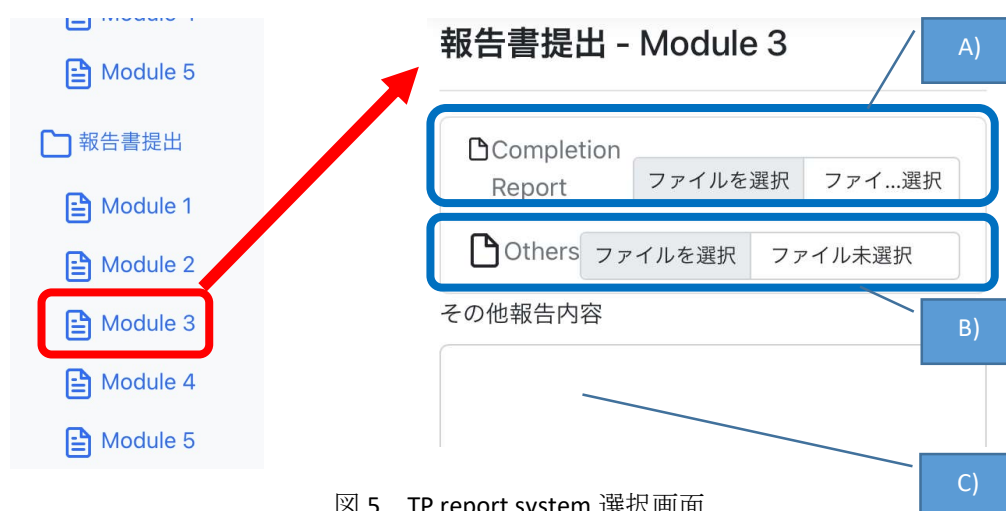 Module 5
報告書提出
Module 1
Module 2
Module 3
Module 4
Module 5
報告書提出 - Module 3
A)
Completion
Report
ファイルを選択 ファイ...選択
Others ファイルを選択 ファイル未選択
その他報告内容
B)
C)
図 5 TP report system 選択画面